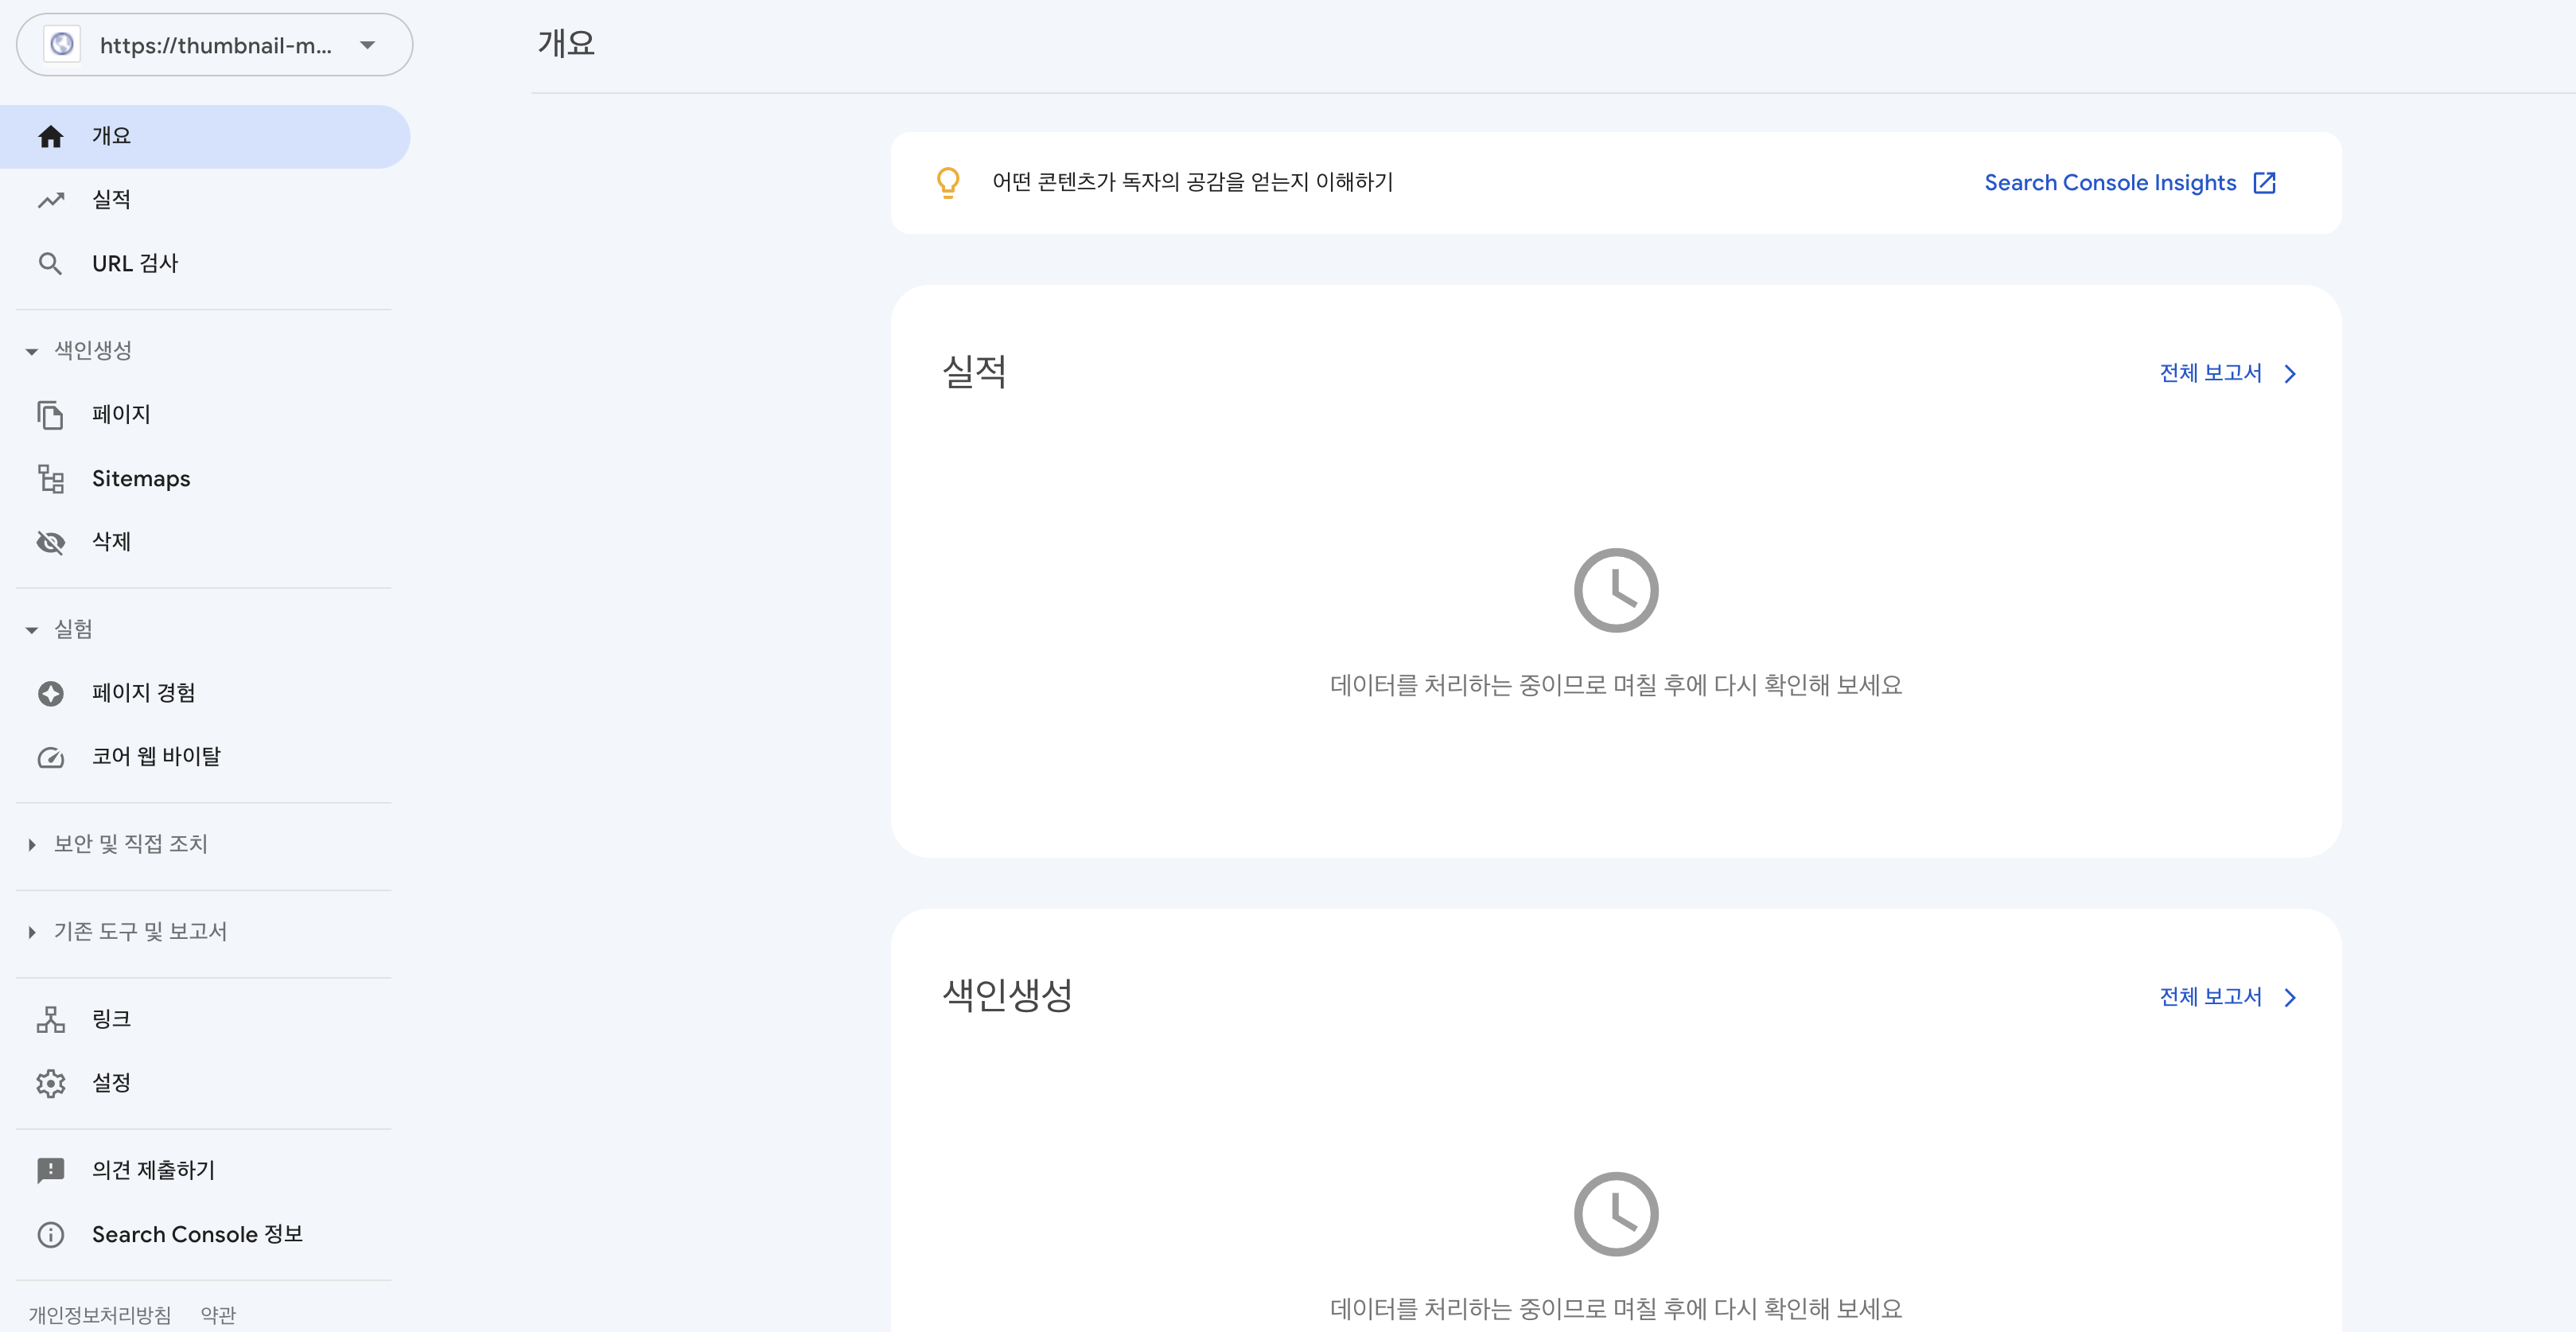 https://thumbnail-m...
개요
실적
URL 검사
색인생성
페이지
Sitemaps
삭제
실험
페이지 경험
코어 웹 바이탈
보안 및 직접 조치
기존 도구 및 보고서
링크
설정
의견 제출하기
Search Console 정보
개인정보처리방침 약관
개요
어떤 콘텐츠가 독자의 공감을 얻는지 이해하기 Search Console Insights
실적 전체 보고서
데이터를 처리하는 중이므로 며칠 후에 다시 확인해 보세요
색인생성 전체 보고서
데이터를 처리하는 중이므로 며칠 후에 다시 확인해 보세요